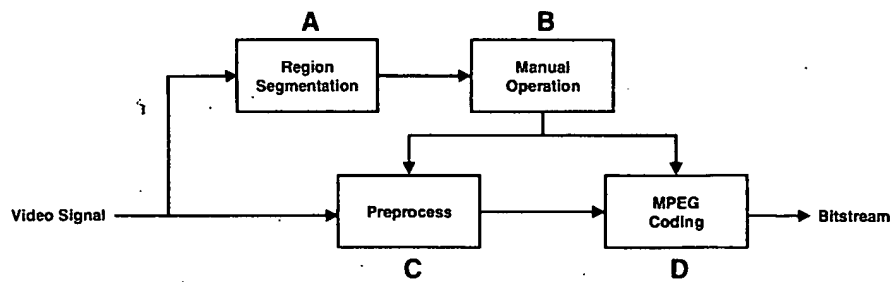 A
B
Region
Segmentation
Manual
Operation
Video Signal
Preprocess
MPEG
Coding
Bitstream
C
D